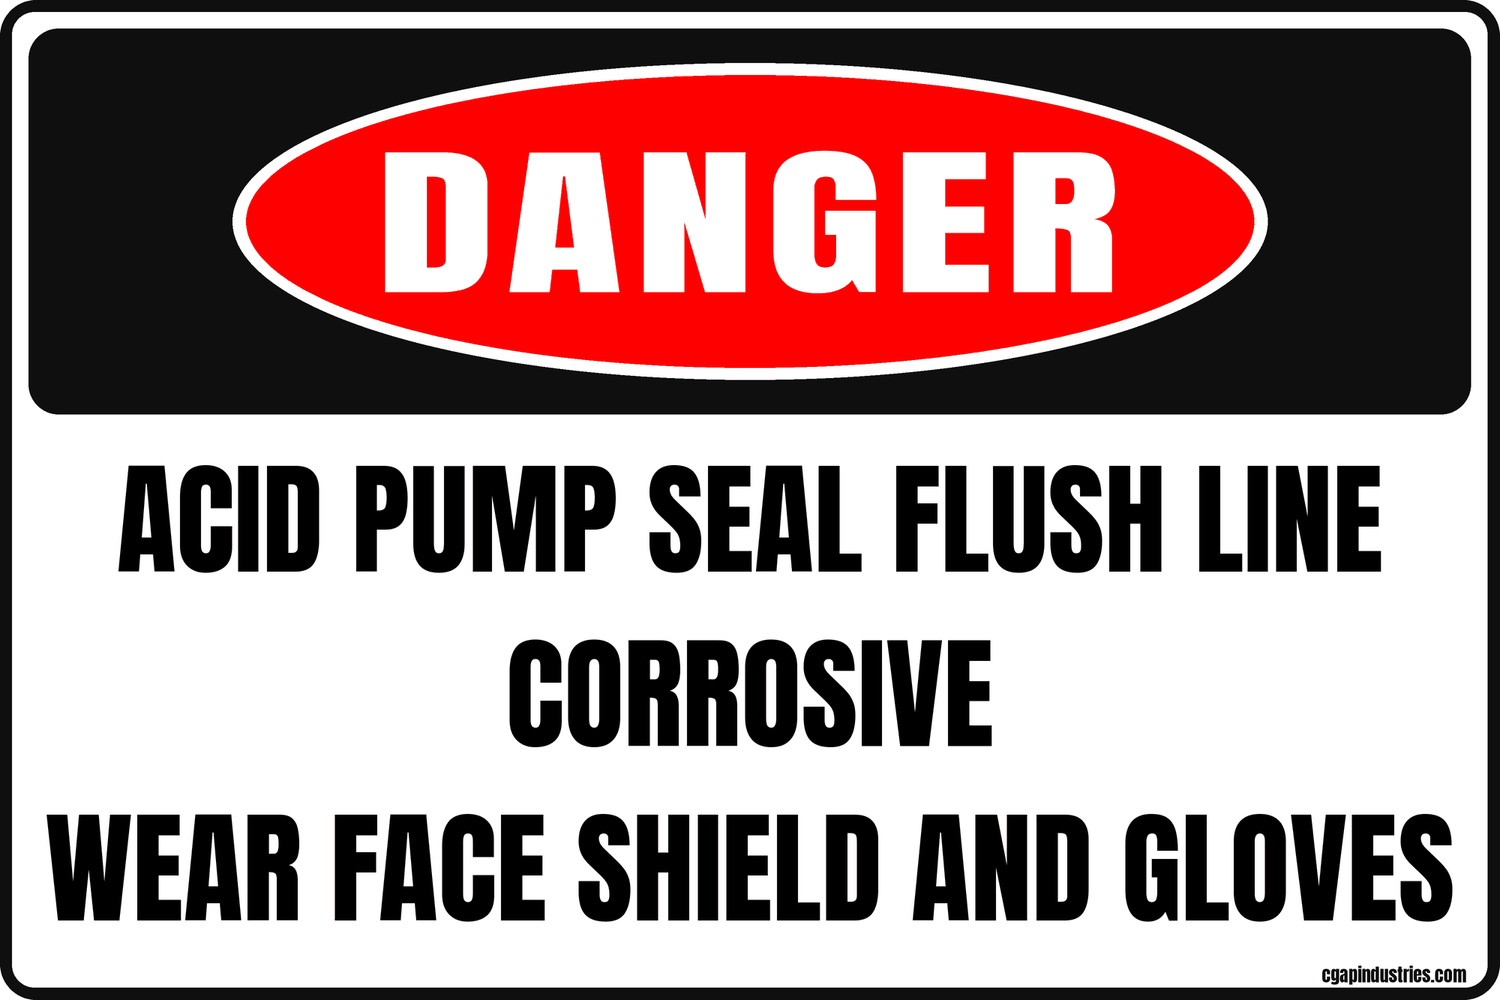 DANGER
ACID PUMP SEAL FLUSH LINE
CORROSIVE
WEAR FACE SHIELD AND GLOVES
cgapindustries.com